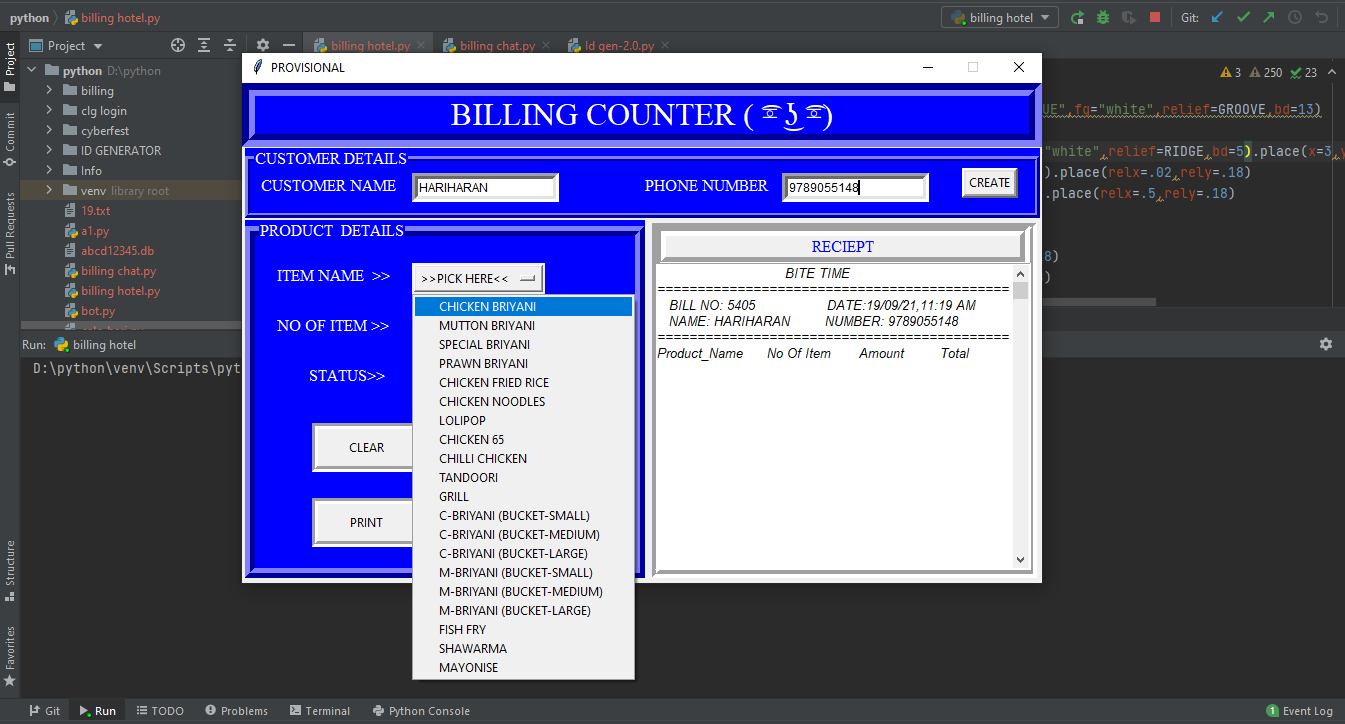 python 〉 billing hotel.py
billing hotel
Git:
Project
billing hotel.py
billing chat.py
Id gen-2.0.py
python D:\python
billing
clg login
cyberfest
ID GENERATOR
Info
venv library root
19.txt
a1.py
abcd12345.db
billing chat.py
billing hotel.py
bot.py
3 250 23
UE",fg="white",relief=GROOVE,bd=13)
"white",relief=RIDGE,bd=5).place(x=3,
).place(relx=.02,rely=.18)
.place(relx=.5,rely=.18)
8)
)
Project
Commit
Pull Requests
Structure
Favorites
PROVISIONAL
BILLING COUNTER ( ͡° ͜ʖ ͡°)
CUSTOMER DETAILS
CUSTOMER NAME HARIHARAN PHONE NUMBER 9789055148 CREATE
PRODUCT DETAILS
ITEM NAME >> >>PICK HERE<<
NO OF ITEM >>
STATUS>>
CLEAR
PRINT
CHICKEN BRIYANI
MUTTON BRIYANI
SPECIAL BRIYANI
PRAWN BRIYANI
CHICKEN FRIED RICE
CHICKEN NOODLES
LOLIPOP
CHICKEN 65
CHILLI CHICKEN
TANDOORI
GRILL
C-BRIYANI (BUCKET-SMALL)
C-BRIYANI (BUCKET-MEDIUM)
C-BRIYANI (BUCKET-LARGE)
M-BRIYANI (BUCKET-SMALL)
M-BRIYANI (BUCKET-MEDIUM)
M-BRIYANI (BUCKET-LARGE)
FISH FRY
SHAWARMA
MAYONISE
RECIEPT
BITE TIME
========================================
BILL NO: 5405 DATE:19/09/21,11:19 AM
NAME: HARIHARAN NUMBER: 9789055148
========================================
Product_Name No Of Item Amount Total
Run: billing hotel
D:\python\venv\Scripts\pyt
Git Run TODO Problems Terminal Python Console
1 Event Log